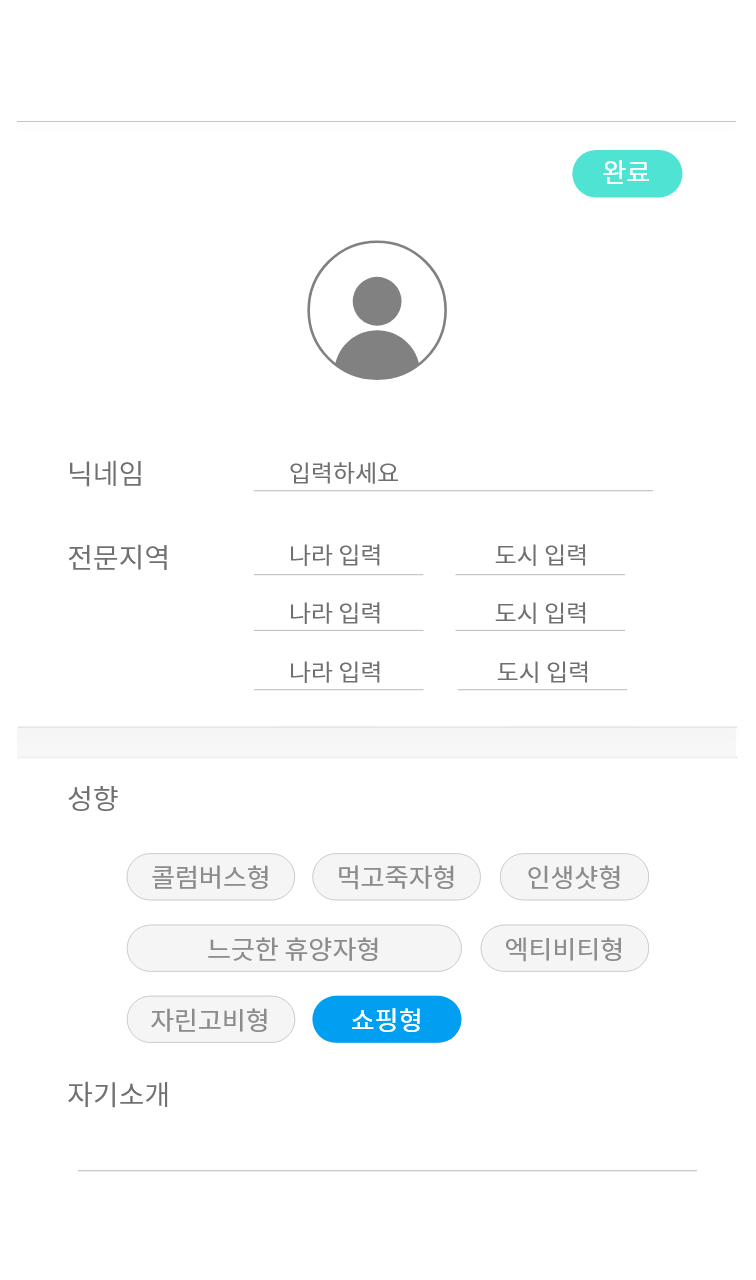 완료
닉네임 입력하세요
전문지역 나라 입력 도시 입력
나라 입력 도시 입력
나라 입력 도시 입력
성향
콜럼버스형 먹고죽자형 인생샷형
느긋한 휴양자형 엑티비티형
자린고비형 쇼핑형
자기소개